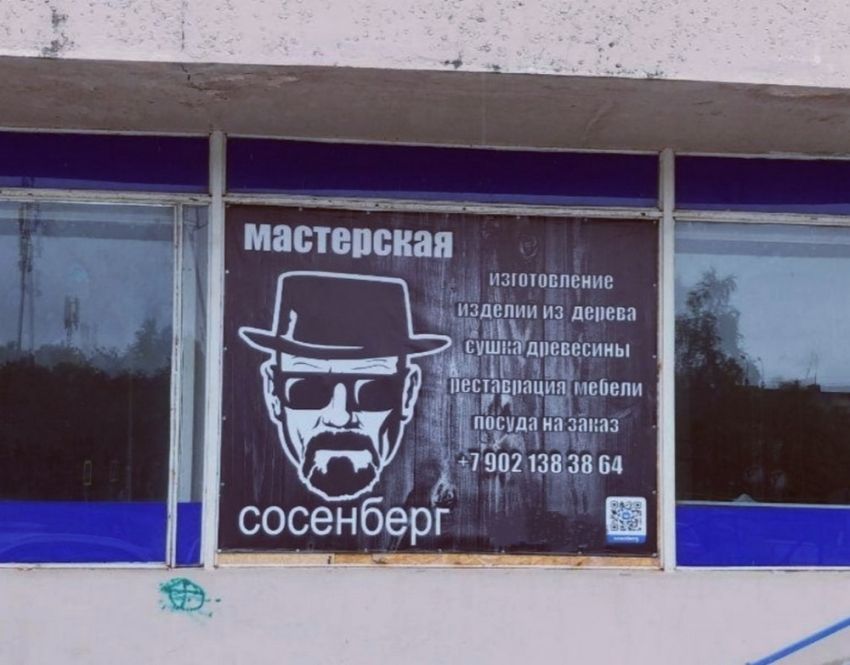 мастерская
изготовление
изделии из дерева
сушка древесины
реставрация мебели
посуда на заказ
+7 902 138 38 64
сосенберг